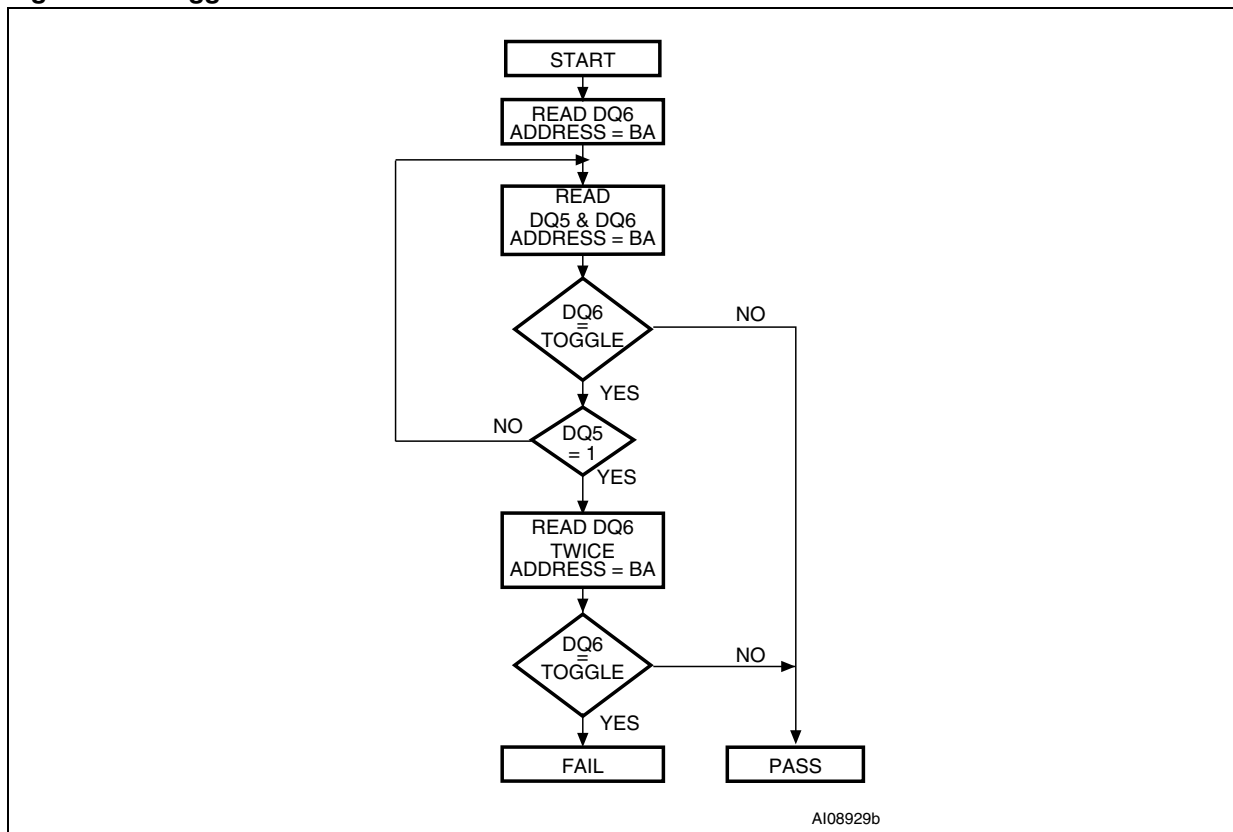 START
READ DQ6
ADDRESS = BA
READ
DQ5 & DQ6
ADDRESS = BA
DQ6
=
TOGGLE
NO
YES
NO
DQ5
= 1
YES
READ DQ6
TWICE
ADDRESS = BA
DQ6
=
TOGGLE
NO
YES
FAIL
PASS
AI08929b